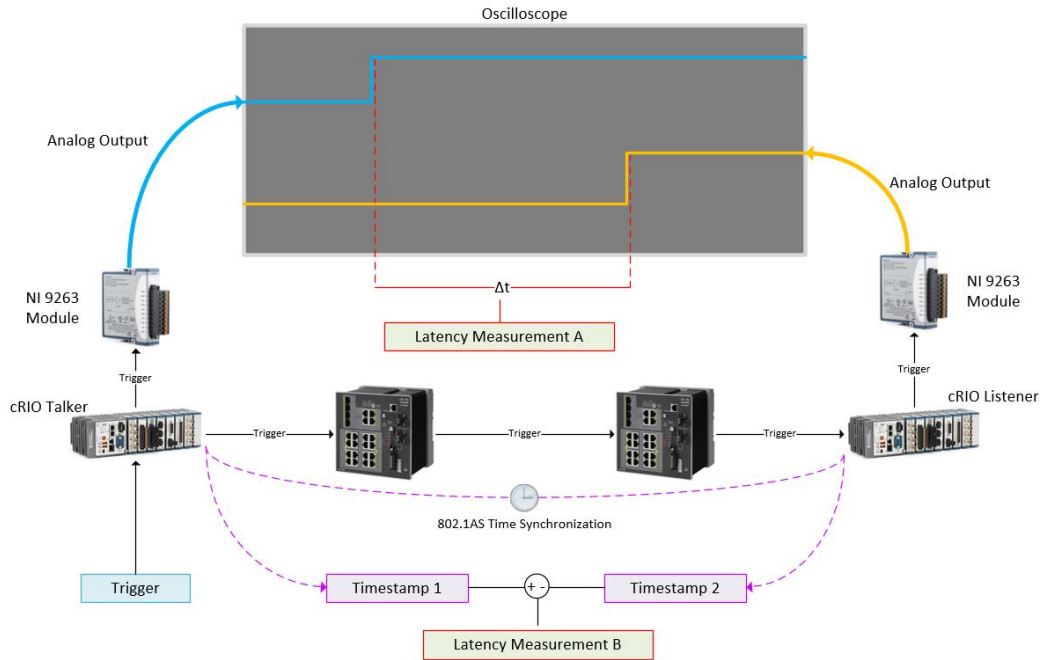 Oscilloscope
Analog Output
Analog Output
NI 9263
Module
NI 9263
Module
Δt
Latency Measurement A
Trigger
Trigger
cRIO Talker
cRIO Listener
Trigger
Trigger
Trigger
802.1AS Time Synchronization
Trigger
Timestamp 1
+ -
Timestamp 2
Latency Measurement B